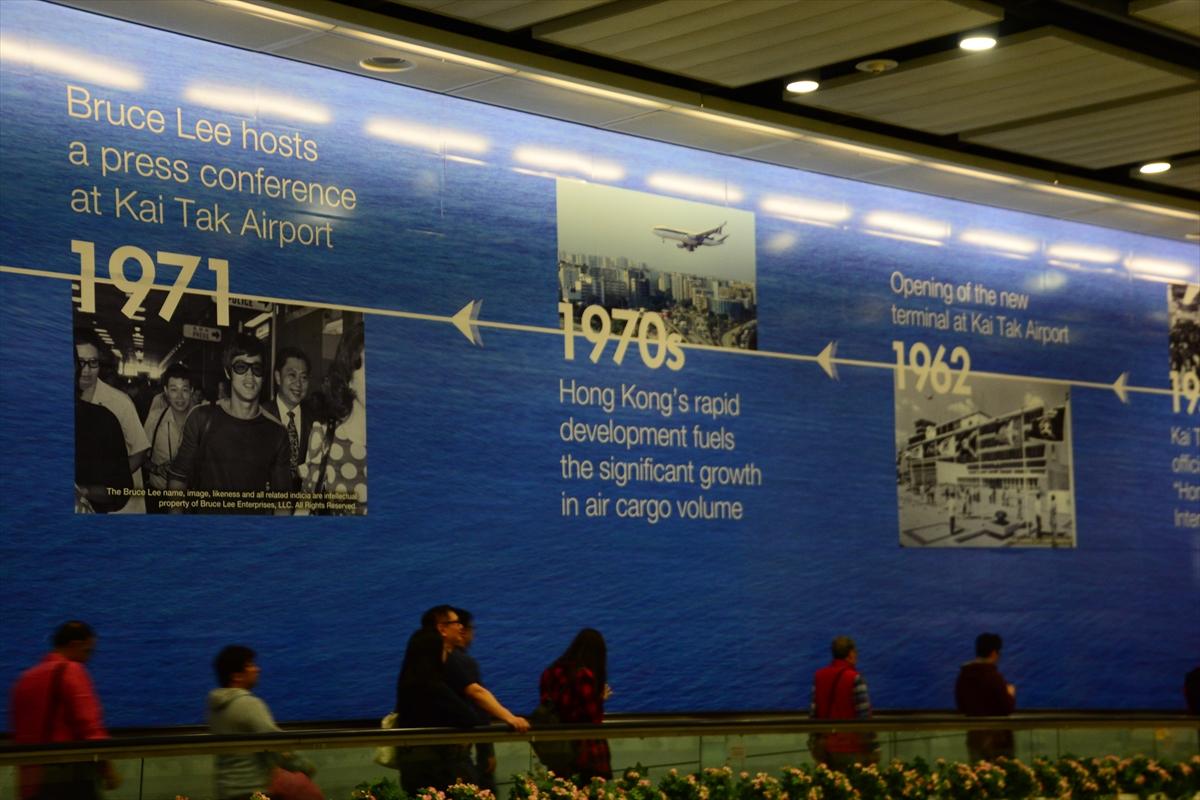 Bruce Lee hosts
a press conference
at Kai Tak Airport
1971
POLICE
The Bruce Lee name, image, likeness and all related indicia are intellectual
property of Bruce Lee Enterprises, LLC. All Rights Reserved.
1970s
Hong Kong's rapid
development fuels
the significant growth
in air cargo volume
Opening of the new
terminal at Kai Tak Airport
1962
Kai